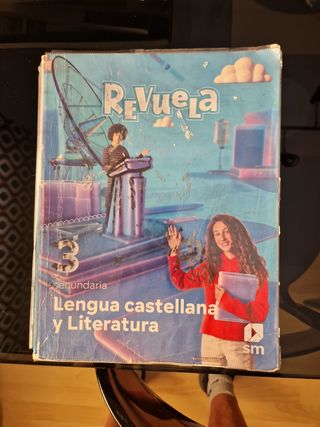 REVUELA
3
secundaria
Lengua castellana
y Literatura
sm